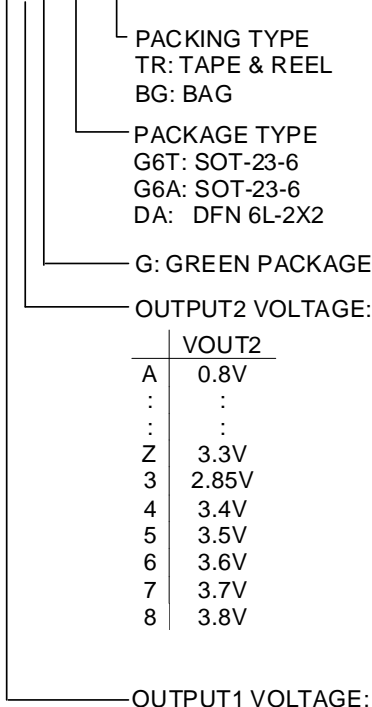 PACKING TYPE
TR: TAPE & REEL
BG: BAG
PACKAGE TYPE
G6T: SOT-23-6
G6A: SOT-23-6
DA: DFN 6L-2X2
G: GREEN PACKAGE
OUTPUT2 VOLTAGE:
VOUT2
A 0.8V
: :
: :
Z 3.3V
3 2.85V
4 3.4V
5 3.5V
6 3.6V
7 3.7V
8 3.8V
OUTPUT1 VOLTAGE: